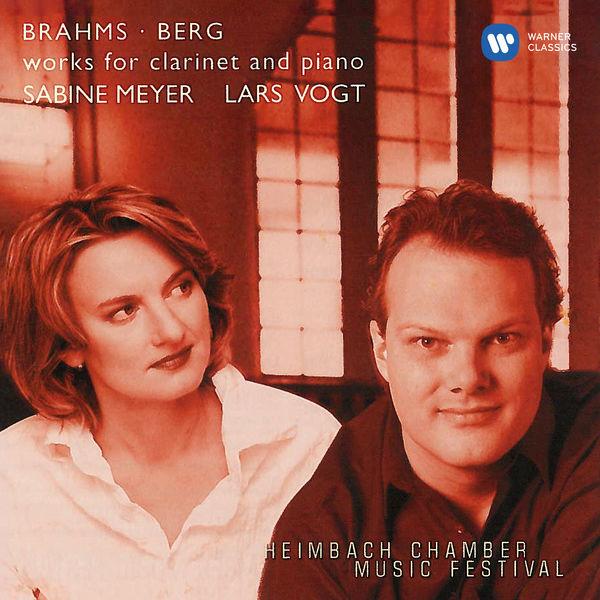 BRAHMS · BERG
works for clarinet and piano
SABINE MEYER LARS VOGT
WARNER
CLASSICS
HEIMBACH CHAMBER
MUSIC FESTIVAL